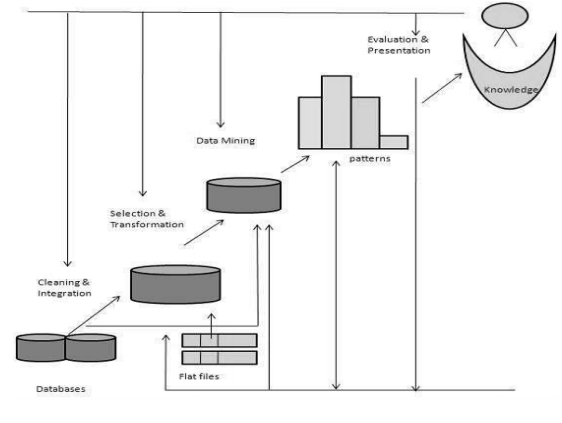 Evaluation &
Presentation
Knowledge
Data Mining
patterns
Selection &
Transformation
Cleaning &
Integration
Flat files
Databases